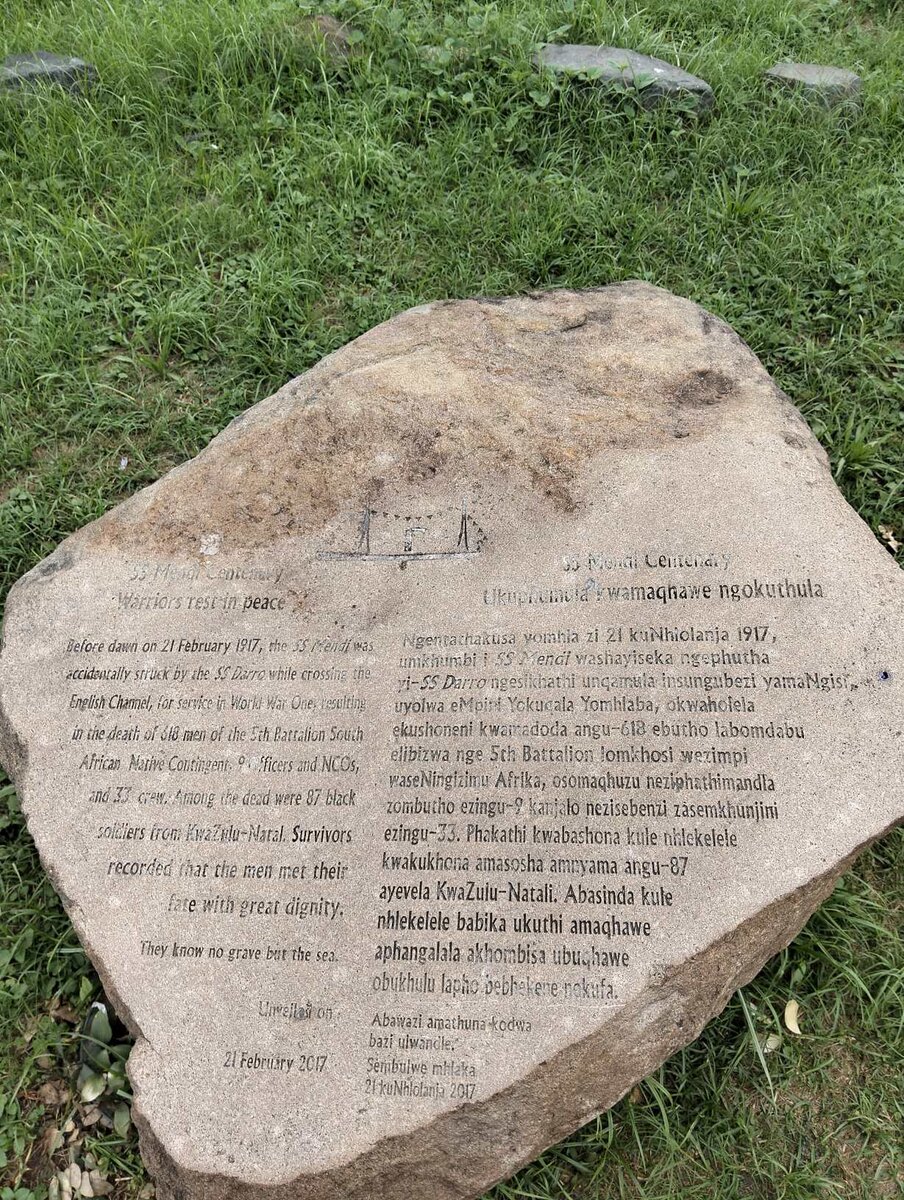 SS Mendi Centenary
Warriors rest in peace
Before dawn on 21 February 1917, the SS Mendi was
accidentally struck by the SS Darro while crossing the
English Channel, for service in World War One, resulting
in the death of 618 men of the 5th Battalion South
African Native Contingent, 9 officers and NCOs,
and 33 crew. Among the dead were 87 black
soldiers from KwaZulu-Natal. Survivors
recorded that the men met their
fate with great dignity.
They know no grave but the sea.
Unveiled on
21 February 2017
SS Mendi Centenary
Ukuphumula kwamaqhawe ngokuthula
Ngentathakusa yomhla zi 21 kuNhlolanja 1917,
umkhumbi i SS Mendi washayiseka ngephutha
yi-SS Darro ngesikhathi unqamula insungubezi yamaNgisi,
uyolwa eMpini Yokuqala Yomhlaba, okwaholela
ekushoneni kwamadoda angu-618 ebutho labomdabu
elibizwa nge 5th Battalion lomkhosi wezimpi
waseNingizimu Afrika, osomaqhuzu neziphathimandla
zombutho ezingu-9 kanjalo nezisebenzi zasemkhunjini
ezingu-33. Phakathi kwabashona kule nhlekelele
kwakukhona amasosha amnyama angu-87
ayevela KwaZulu-Natali. Abasinda kule
nhlekelele babika ukuthi amaqhawe
aphangalala akhombisa ubuqhawe
obukhulu lapho bebhekene nokufa.
Abawazi amathuna kodwa
bazi ulwandle.
Sembulwe mhlaka
21 kuNhlolanja 2017